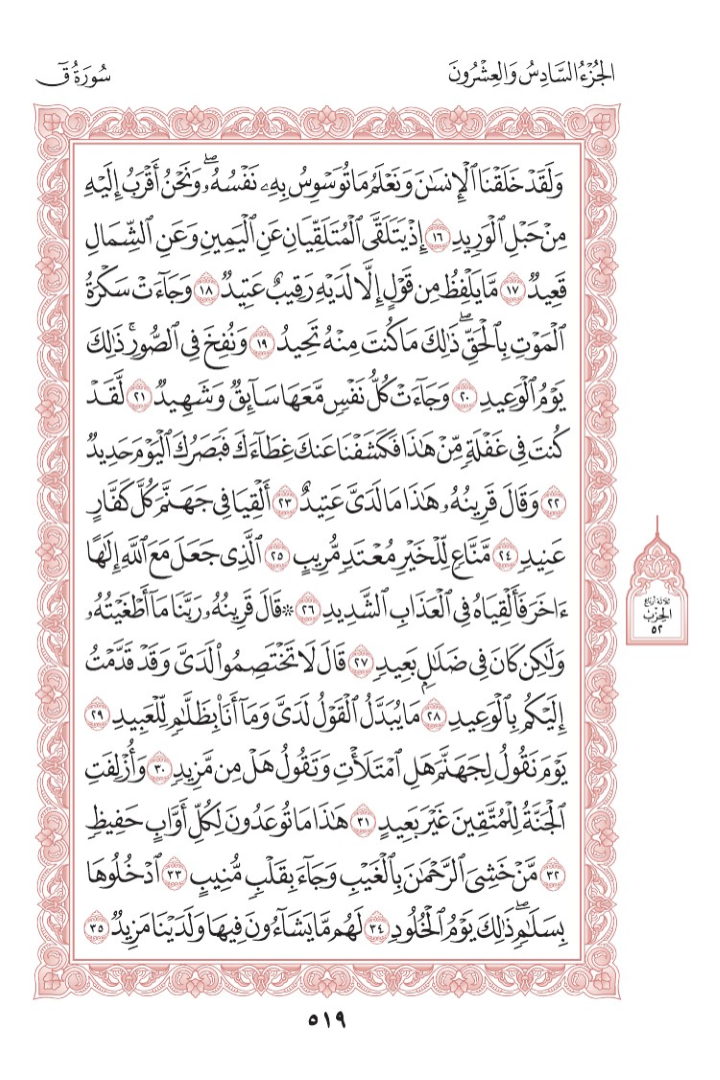 الجُزْءُ السَّادِسُ وَالعِشْرُونَ
سُورَةُ قٓ
وَلَقَدۡ خَلَقۡنَا ٱلۡإِنسَٰنَ وَنَعۡلَمُ مَا تُوَسۡوِسُ بِهِۦ نَفۡسُهُۥۖ وَنَحۡنُ أَقۡرَبُ إِلَيۡهِ
مِنۡ حَبۡلِ ٱلۡوَرِيدِ ١٦ إِذۡ يَتَلَقَّى ٱلۡمُتَلَقِّيَانِ عَنِ ٱلۡيَمِينِ وَعَنِ ٱلشِّمَالِ
قَعِيدٞ ١٧ مَّا يَلۡفِظُ مِن قَوۡلٍ إِلَّا لَدَيۡهِ رَقِيبٌ عَتِيدٞ ١٨ وَجَآءَتۡ سَكۡرَةُ
ٱلۡمَوۡتِ بِٱلۡحَقِّۖ ذَٰلِكَ مَا كُنتَ مِنۡهُ تَحِيدُ ١٩ وَنُفِخَ فِي ٱلصُّورِۚ ذَٰلِكَ
يَوۡمُ ٱلۡوَعِيدِ ٢٠ وَجَآءَتۡ كُلُّ نَفۡسٖ مَّعَهَا سَآئِقٞ وَشَهِيدٞ ٢١ لَّقَدۡ
كُنتَ فِي غَفۡلَةٖ مِّنۡ هَٰذَا فَكَشَفۡنَا عَنكَ غِطَآءَكَ فَبَصَرُكَ ٱلۡيَوۡمَ حَدِيدٞ
٢٢ وَقَالَ قَرِينُهُۥ هَٰذَا مَا لَدَيَّ عَتِيدٌ ٢٣ أَلۡقِيَا فِي جَهَنَّمَ كُلَّ كَفَّارٍ
عَنِيدٖ ٢٤ مَّنَّاعٖ لِّلۡخَيۡرِ مُعۡتَدٖ مُّرِيبٍ ٢٥ ٱلَّذِي جَعَلَ مَعَ ٱللَّهِ إِلَٰهًا
ءَاخَرَ فَأَلۡقِيَاهُ فِي ٱلۡعَذَابِ ٱلشَّدِيدِ ٢٦ ۞قَالَ قَرِينُهُۥ رَبَّنَا مَآ أَطۡغَيۡتُهُۥ
وَلَٰكِن كَانَ فِي ضَلَٰلِۭ بَعِيدٖ ٢٧ قَالَ لَا تَخۡتَصِمُواْ لَدَيَّ وَقَدۡ قَدَّمۡتُ
إِلَيۡكُم بِٱلۡوَعِيدِ ٢٨ مَا يُبَدَّلُ ٱلۡقَوۡلُ لَدَيَّ وَمَآ أَنَا۠ بِظَلَّٰمٖ لِّلۡعَبِيدِ ٢٩
يَوۡمَ نَقُولُ لِجَهَنَّمَ هَلِ ٱمۡتَلَأۡتِ وَتَقُولُ هَلۡ مِن مَّزِيدٖ ٣٠ وَأُزۡلِفَتِ
ٱلۡجَنَّةُ لِلۡمُتَّقِينَ غَيۡرَ بَعِيدٍ ٣١ هَٰذَا مَا تُوعَدُونَ لِكُلِّ أَوَّابٍ حَفِيظٖ
٣٢ مَّنۡ خَشِيَ ٱلرَّحۡمَٰنَ بِٱلۡغَيۡبِ وَجَآءَ بِقَلۡبٖ مُّنِيبٍ ٣٣ ٱدۡخُلُوهَا
بِسَلَٰمٖۖ ذَٰلِكَ يَوۡمُ ٱلۡخُلُودِ ٣٤ لَهُم مَّا يَشَآءُونَ فِيهَا وَلَدَيۡنَا مَزِيدٞ ٣٥
ثلاثة أرباع
الحِزْب
٥٢
٥١٩